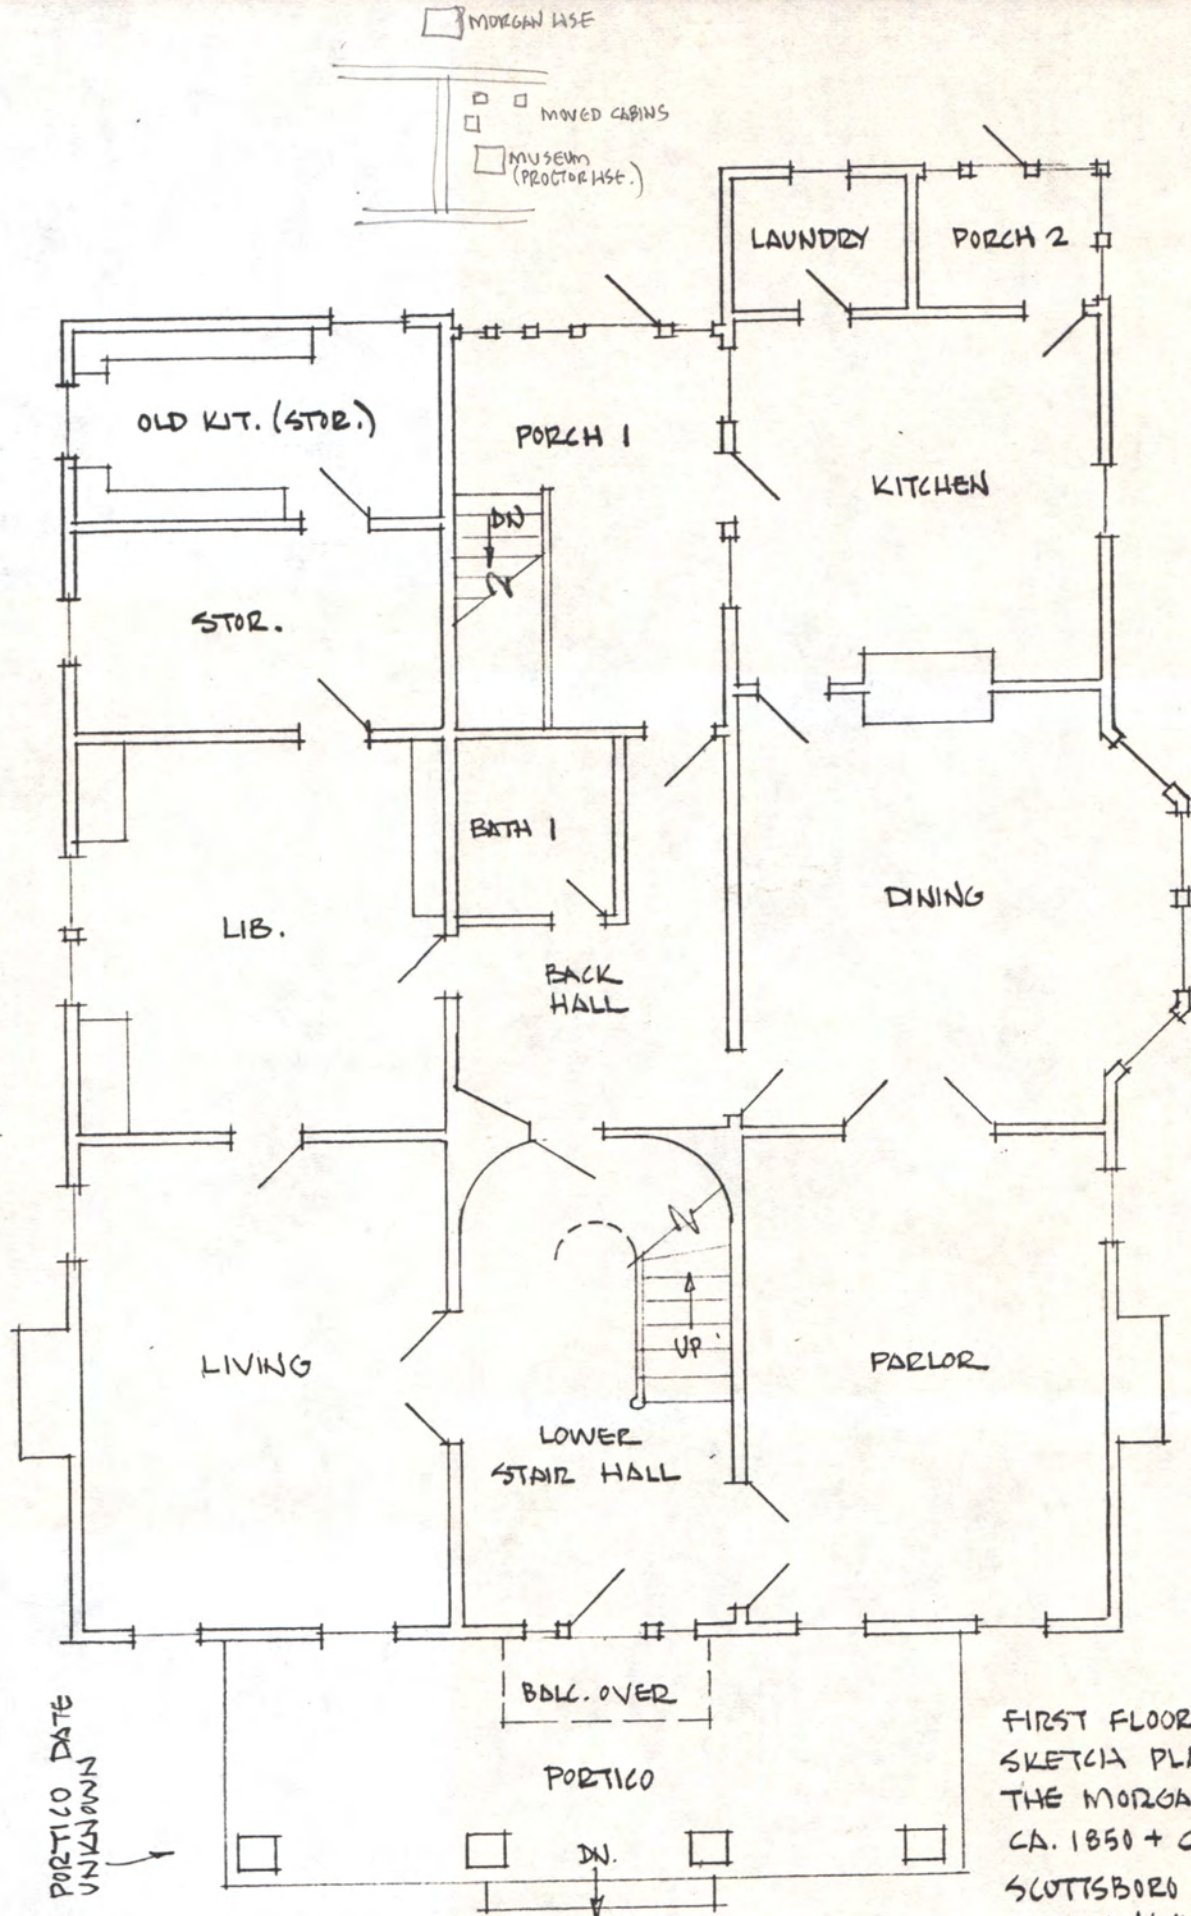 MORGAN HSE
MOVED CABINS
MUSEUM
(PROCTOR HSE.)
LAUNDRY
PORCH 2
OLD KIT. (STOR.)
PORCH 1
KITCHEN
DN
STOR.
BATH 1
DINING
LIB.
BACK
HALL
UP
LIVING
PARLOR
LOWER
STAIR HALL
BALC. OVER
PORTICO
DN.
PORTICO DATE
UNKNOWN
FIRST FLOOR
SKETCH PLA
THE MORGA
CA. 1850 +
SCOTTSBORO